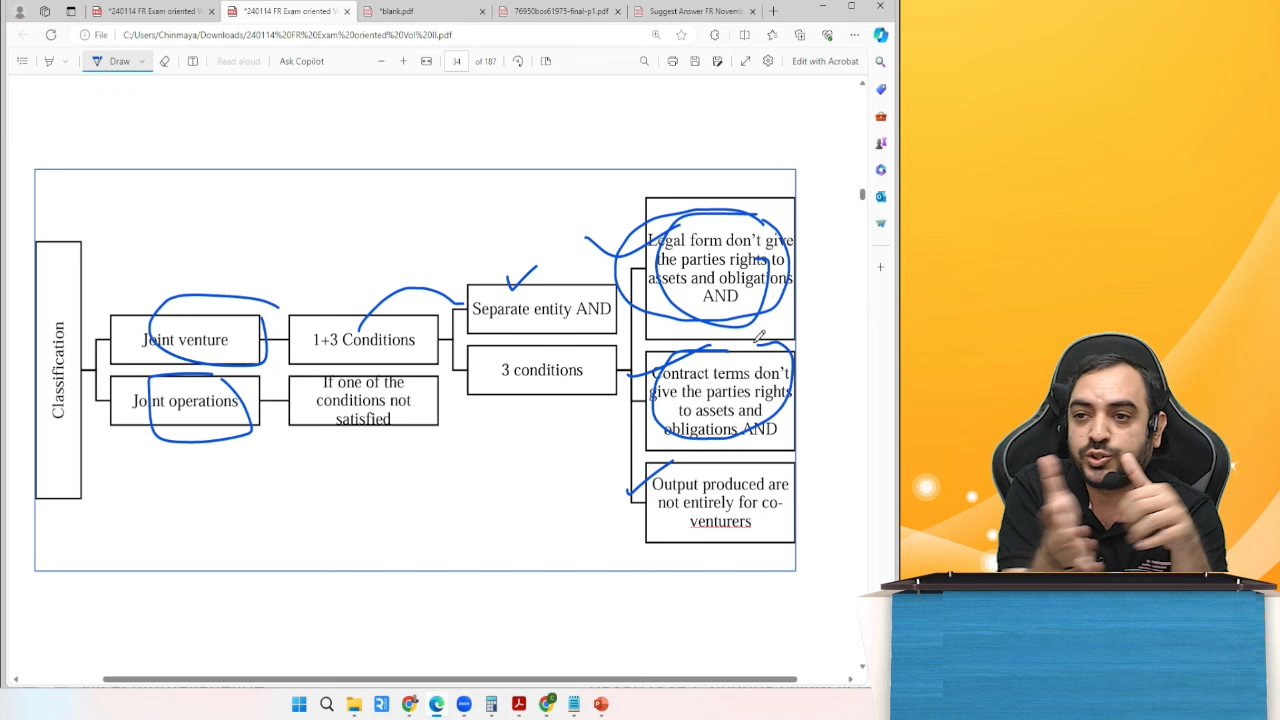 *240114 FR Exam oriented V
*240114 FR Exam oriented V
*blank.pdf
76950bos61975-final-p1.pdf
Suggest Answer FR Novemb
File
C:/Users/Chinmaya/Downloads/240114%20FR%20Exam%20oriented%20Vol%20II.pdf
Draw
Read aloud
Ask Copilot
34
of 187
Edit with Acrobat
Classification
Joint venture
1+3 Conditions
Separate entity AND
3 conditions
Legal form don't give
the parties rights to
assets and obligations
AND
Contract terms don't
give the parties rights
to assets and
obligations AND
Output produced are
not entirely for co-
venturers
Joint operations
If one of the
conditions not
satisfied